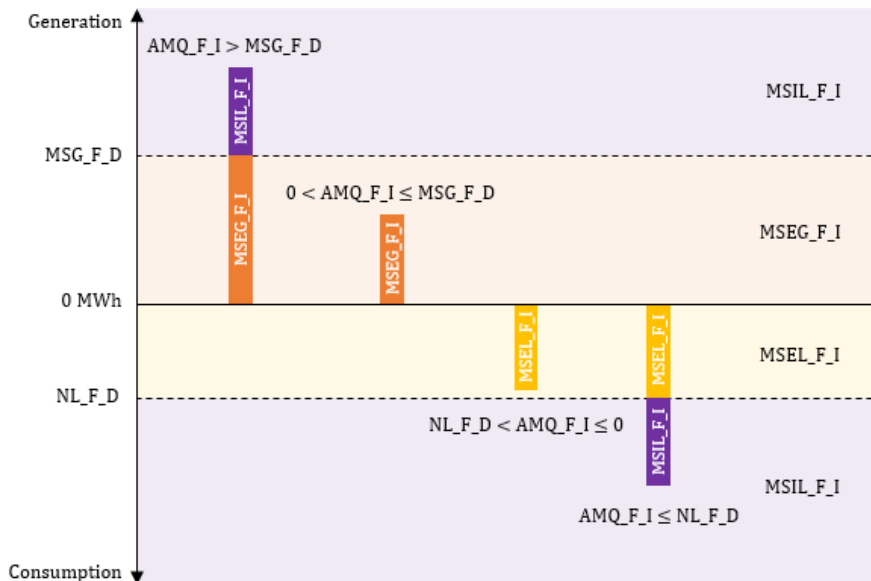 Generation
AMQ_F_I > MSG_F_D
MSIL_F_I
MSIL_F_I
MSG_F_D
MSEG_F_I
0 < AMQ_F_I ≤ MSG_F_D
MSEG_F_I
MSEG_F_I
0 MWh
MSEL_F_I
MSEL_F_I
MSEL_F_I
NL_F_D
NL_F_D < AMQ_F_I ≤ 0
MSIL_F_I
MSIL_F_I
AMQ_F_I ≤ NL_F_D
Consumption